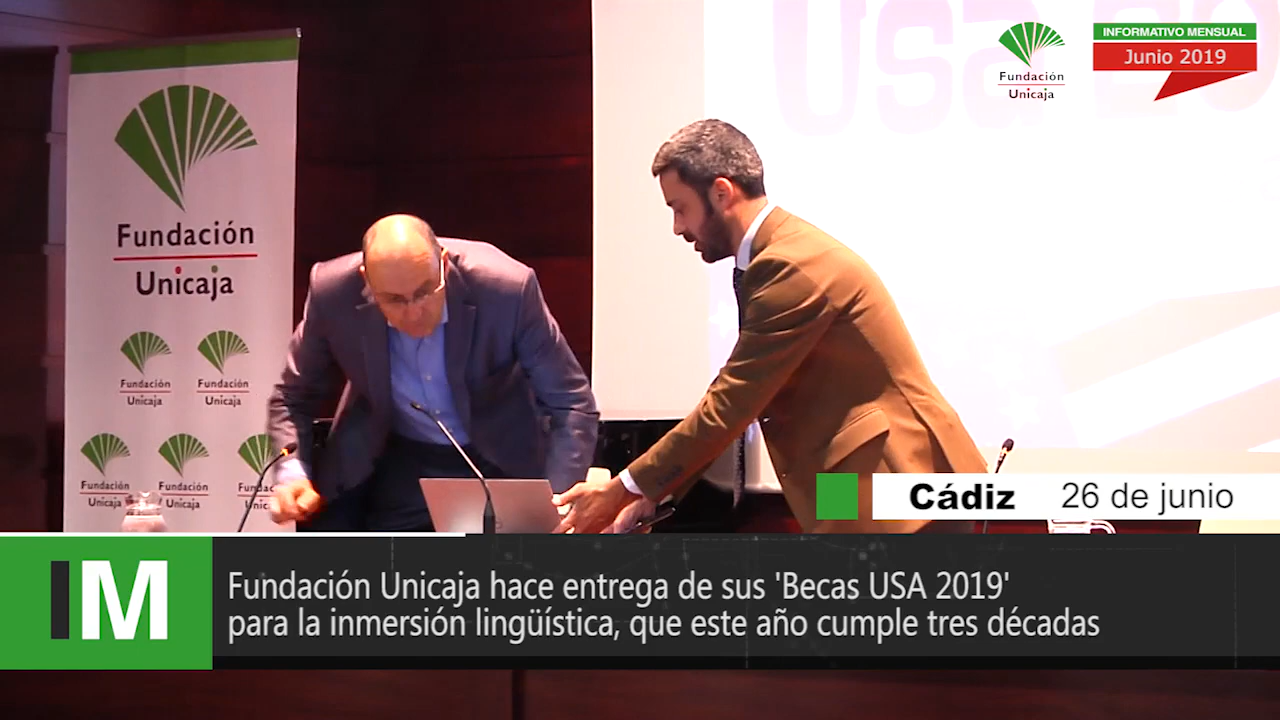 Usa
Fundación
Unicaja
INFORMATIVO MENSUAL
Junio 2019
Fundación
Unicaja
Fundación
Unicaja
Fundación
Unicaja
Fundación
Unicaja
Fundación
Unicaja
Cádiz 26 de junio
IM
Fundación Unicaja hace entrega de sus 'Becas USA 2019'
para la inmersión lingüística, que este año cumple tres décadas